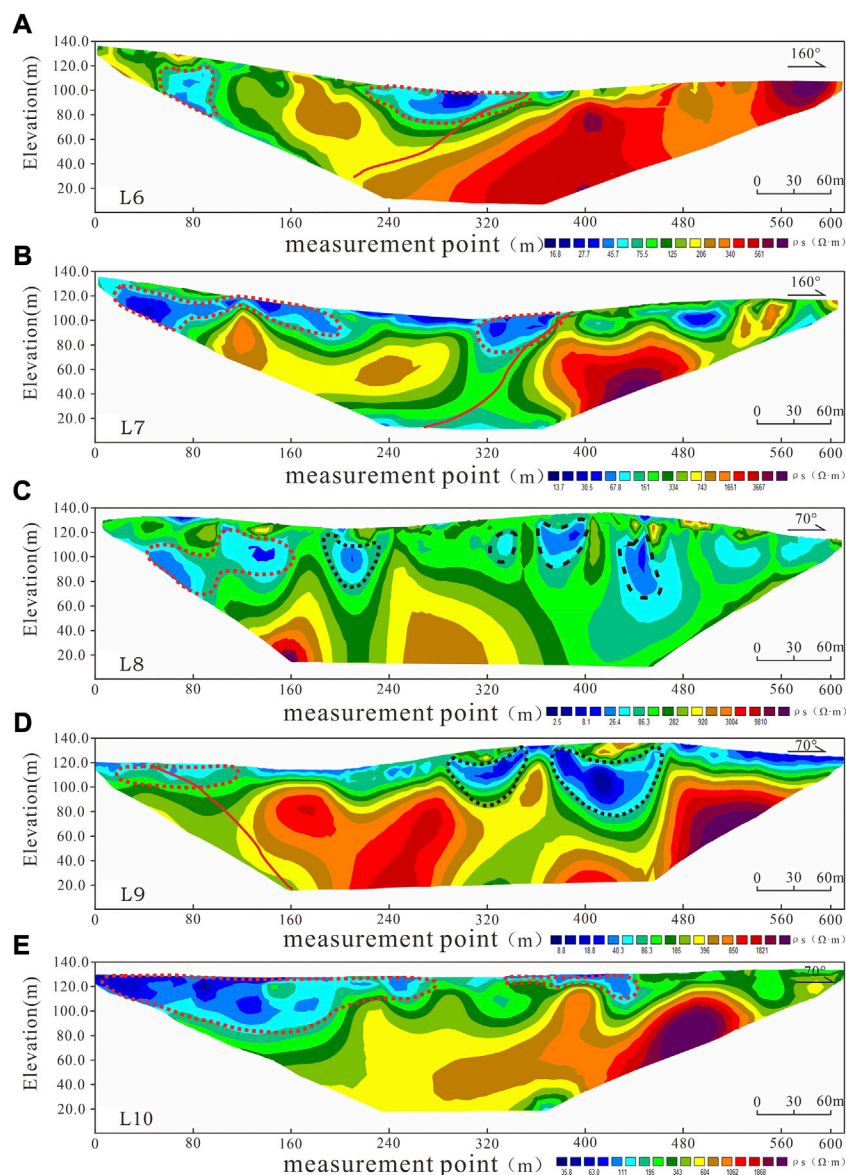 A
140.0
120.0
100.0
80.0
60.0
40.0
20.0
Elevation(m)
160°
L6
0 30 60m
0 80 160 240 320 400 480 600
measurement point (m)
16.8 27.7 45.7 75.5 125 206 340 561 ρs (Ω·m)
B
140.0
120.0
100.0
80.0
60.0
40.0
20.0
Elevation(m)
160°
L7
0 30 60m
0 80 160 240 320 400 480 600
measurement point (m)
13.7 30.5 67.8 151 334 743 1651 3667 ρs (Ω·m)
C
140.0
120.0
100.0
80.0
60.0
40.0
20.0
Elevation(m)
70°
L8
0 30 60m
0 80 160 240 320 400 480 600
measurement point (m)
2.5 8.1 26.4 86.3 282 920 3004 9810 ρs (Ω·m)
D
140.0
120.0
100.0
80.0
60.0
40.0
20.0
Elevation(m)
70°
L9
0 30 60m
0 80 160 240 320 400 480 600
measurement point (m)
8.8 18.8 40.3 86.3 185 396 850 1821 ρs (Ω·m)
E
140.0
120.0
100.0
80.0
60.0
40.0
20.0
Elevation(m)
70°
L10
0 30 60m
0 80 160 240 320 400 480 600
measurement point (m)
35.8 63.0 111 195 343 604 1062 1868 ρs (Ω·m)